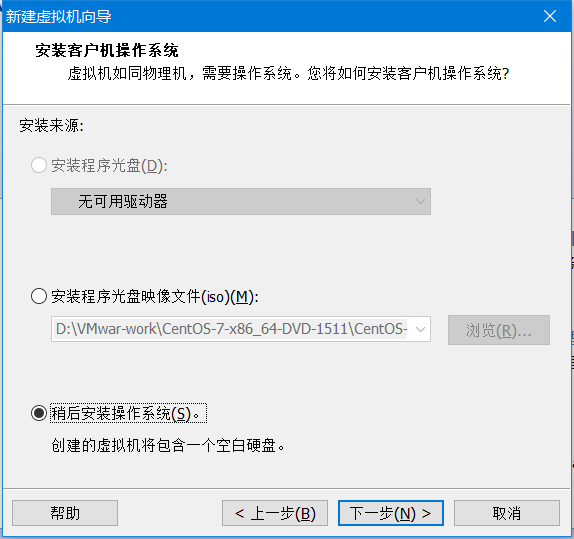 新建虚拟机向导
安装客户机操作系统
虚拟机如同物理机，需要操作系统。您将如何安装客户机操作系统?
安装来源:
安装程序光盘(D):
无可用驱动器
安装程序光盘映像文件(iso)(M):
D:\VMwar-work\CentOS-7-x86_64-DVD-1511\CentOS-
浏览(R)...
稍后安装操作系统(S)。
创建的虚拟机将包含一个空白硬盘。
帮助
< 上一步(B)
下一步(N) >
取消